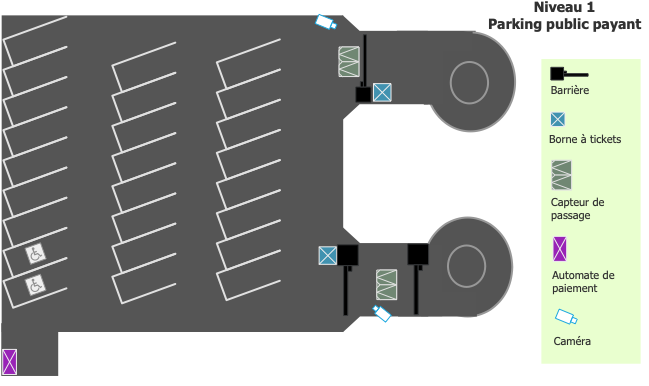 Niveau 1
Parking public payant
Barrière
Borne à tickets
Capteur de
passage
Automate de
paiement
Caméra